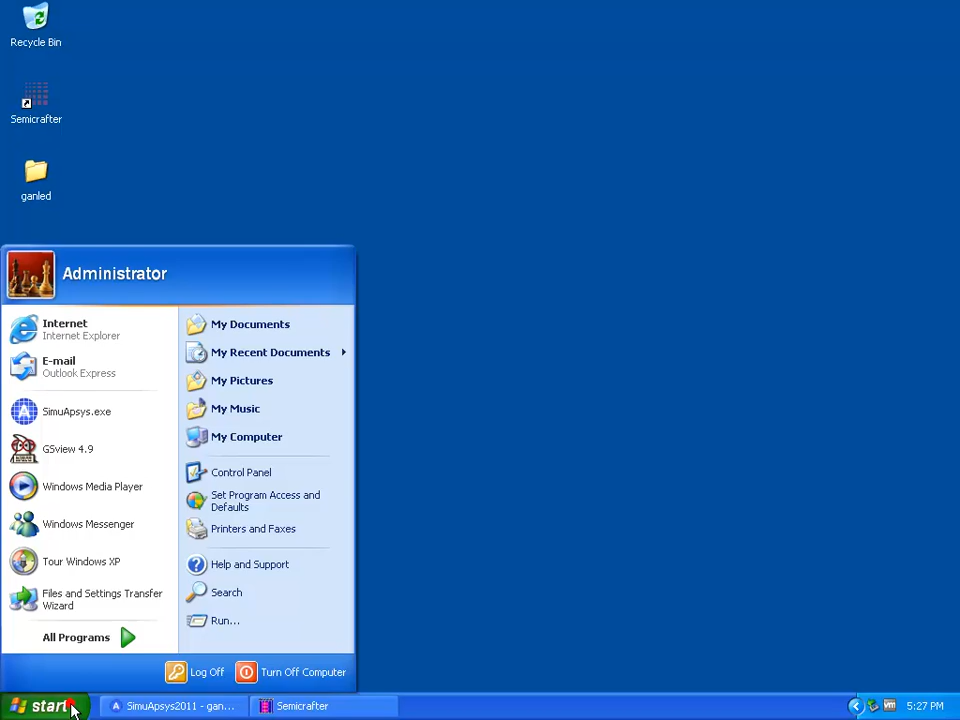 Recycle Bin
Semicrafter
ganled
Administrator
Internet
Internet Explorer
E-mail
Outlook Express
SimuApsys.exe
GSview 4.9
Windows Media Player
Windows Messenger
Tour Windows XP
Files and Settings Transfer
Wizard
All Programs
My Documents
My Recent Documents
My Pictures
My Music
My Computer
Control Panel
Set Program Access and
Defaults
Printers and Faxes
Help and Support
Search
Run...
Log Off
Turn Off Computer
start
SimuApsys2011 - gan...
Semicrafter
5:27 PM